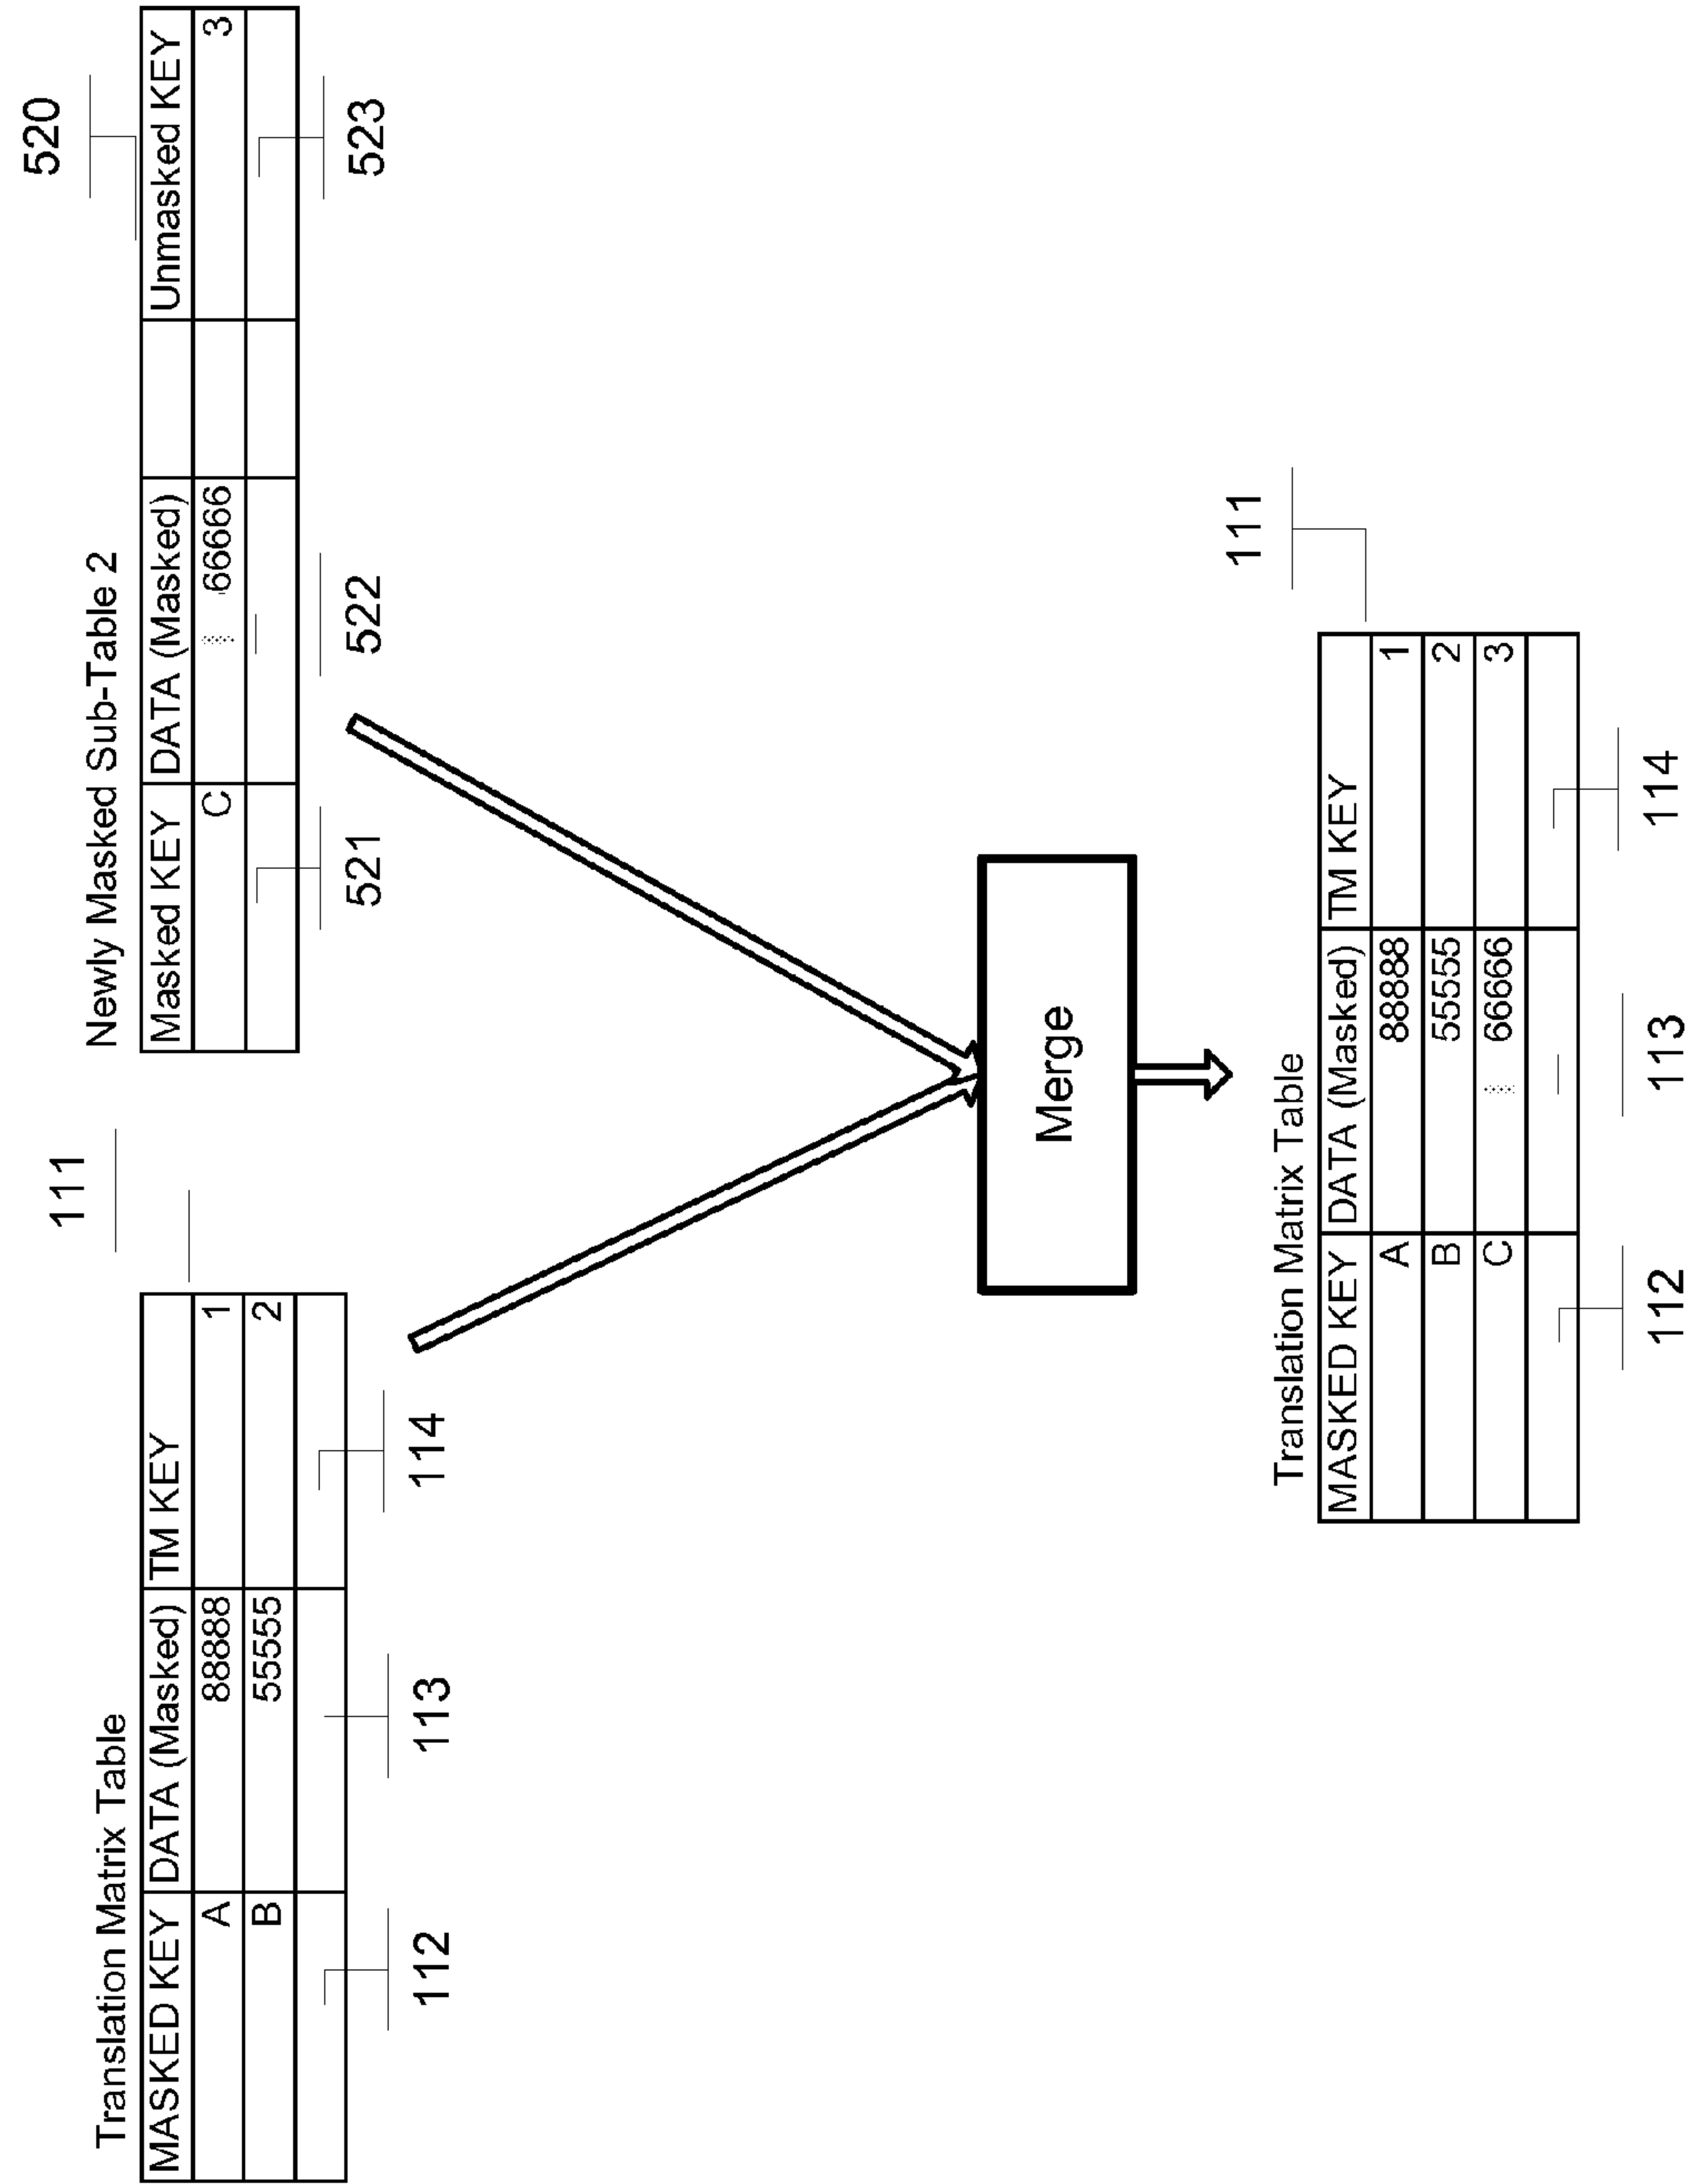 Translation Matrix Table
111
MASKED KEY DATA (Masked) TM KEY
A 88888 1
B 55555 2
112 113 114
Newly Masked Sub-Table 2
520
Masked KEY DATA (Masked) Unmasked KEY
C 66666 3
521 522 523
Merge
Translation Matrix Table
111
MASKED KEY DATA (Masked) TM KEY
A 88888 1
B 55555 2
C 66666 3
112 113 114